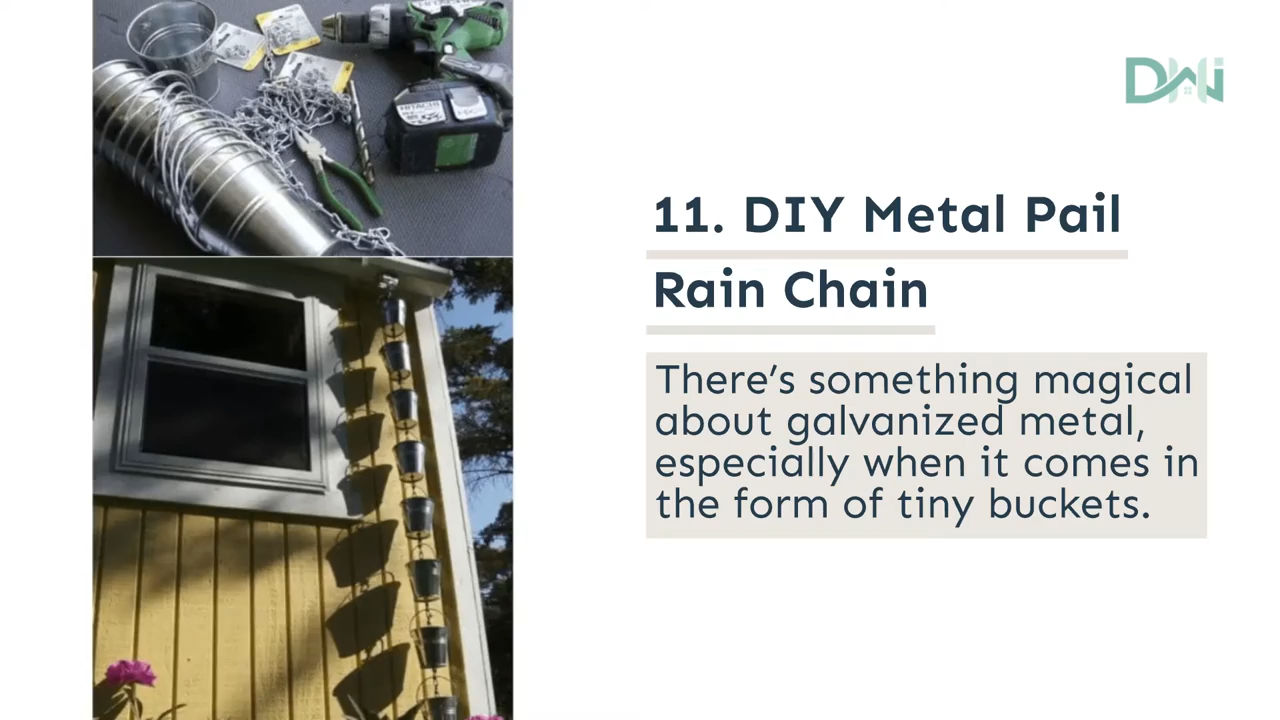 HITACHI
DWi
11. DIY Metal Pail
Rain Chain
There's something magical
about galvanized metal,
especially when it comes in
the form of tiny buckets.